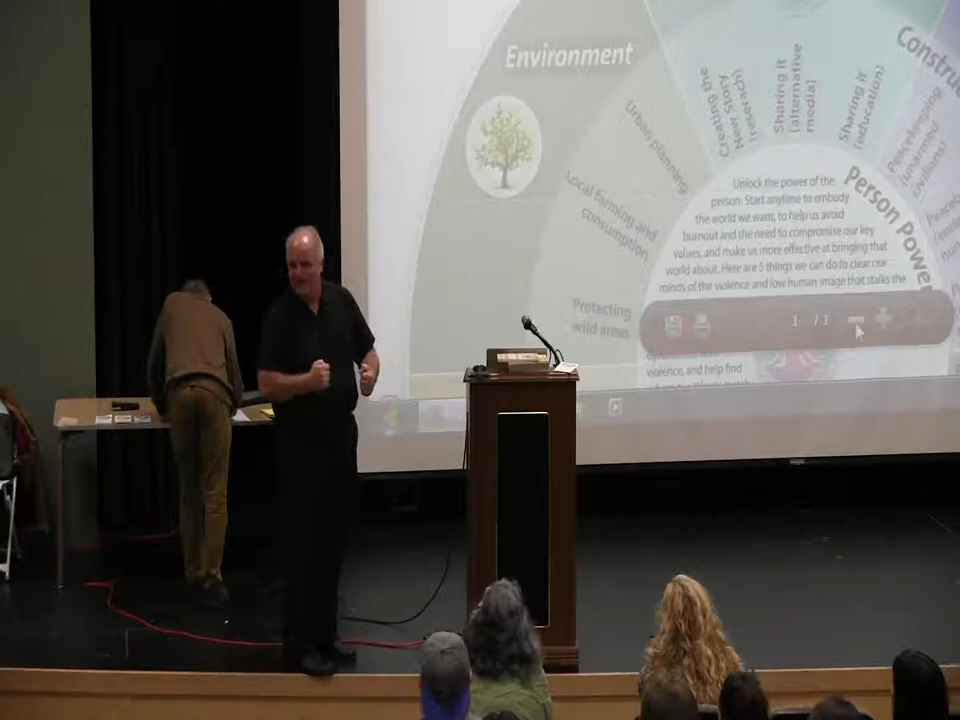 Environment
Urban planning
Local farming and
consumption
Protecting
wild areas
Creating the
New Story
(reserach)
Sharing it
(alternative
media)
Sharing it
(education)
Peacekeeping
(unarmed
civilians)
Person Power
Unlock the power of the
person. Start anytime to embody
the world we want, to help us avoid
burnout and the need to compromise our key
values, and make us more effective at bringing that
world about. Here are 5 things we can do to clear our
minds of the violence and low human image that stalks the
1 / 1
violence, and help find